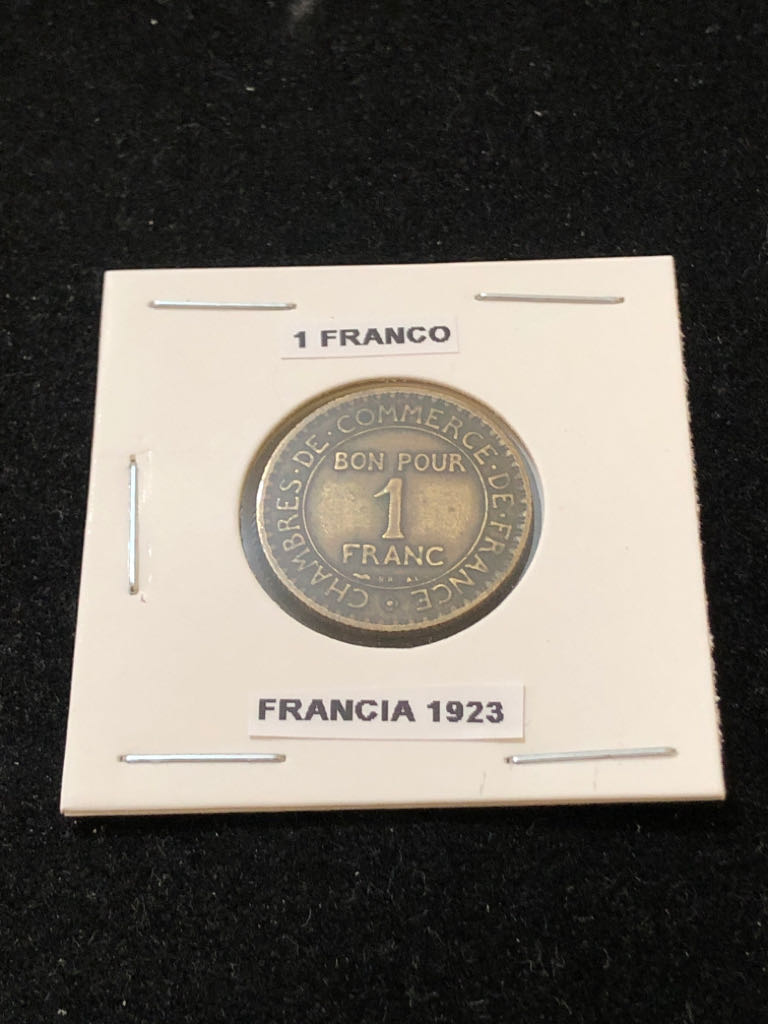 1 FRANCO
CHAMBRES·DE·COMMERCE·DE·FRANCE
BON POUR
1
FRANC
FRANCIA 1923